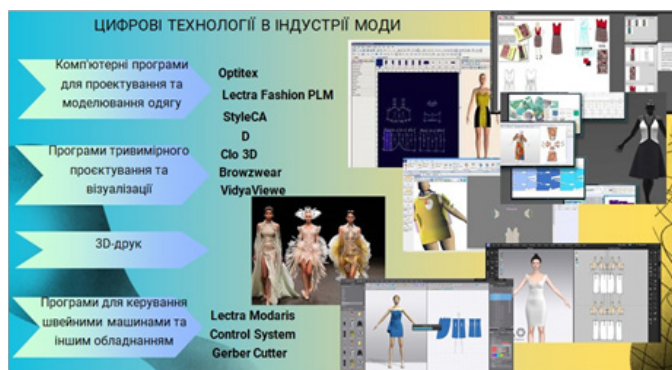 ЦИФРОВІ ТЕХНОЛОГІЇ В ІНДУСТРІЇ МОДИ
Комп'ютерні програми
для проектування та
моделювання одягу
Optitex
Lectra Fashion PLM
StyleCA
D
Clo 3D
Browzwear
VidyaViewe
Програми тривимірного
проєктування та
візуалізації
3D-друк
Програми для керування
швейними машинами та
іншим обладнанням
Lectra Modaris
Control System
Gerber Cutter